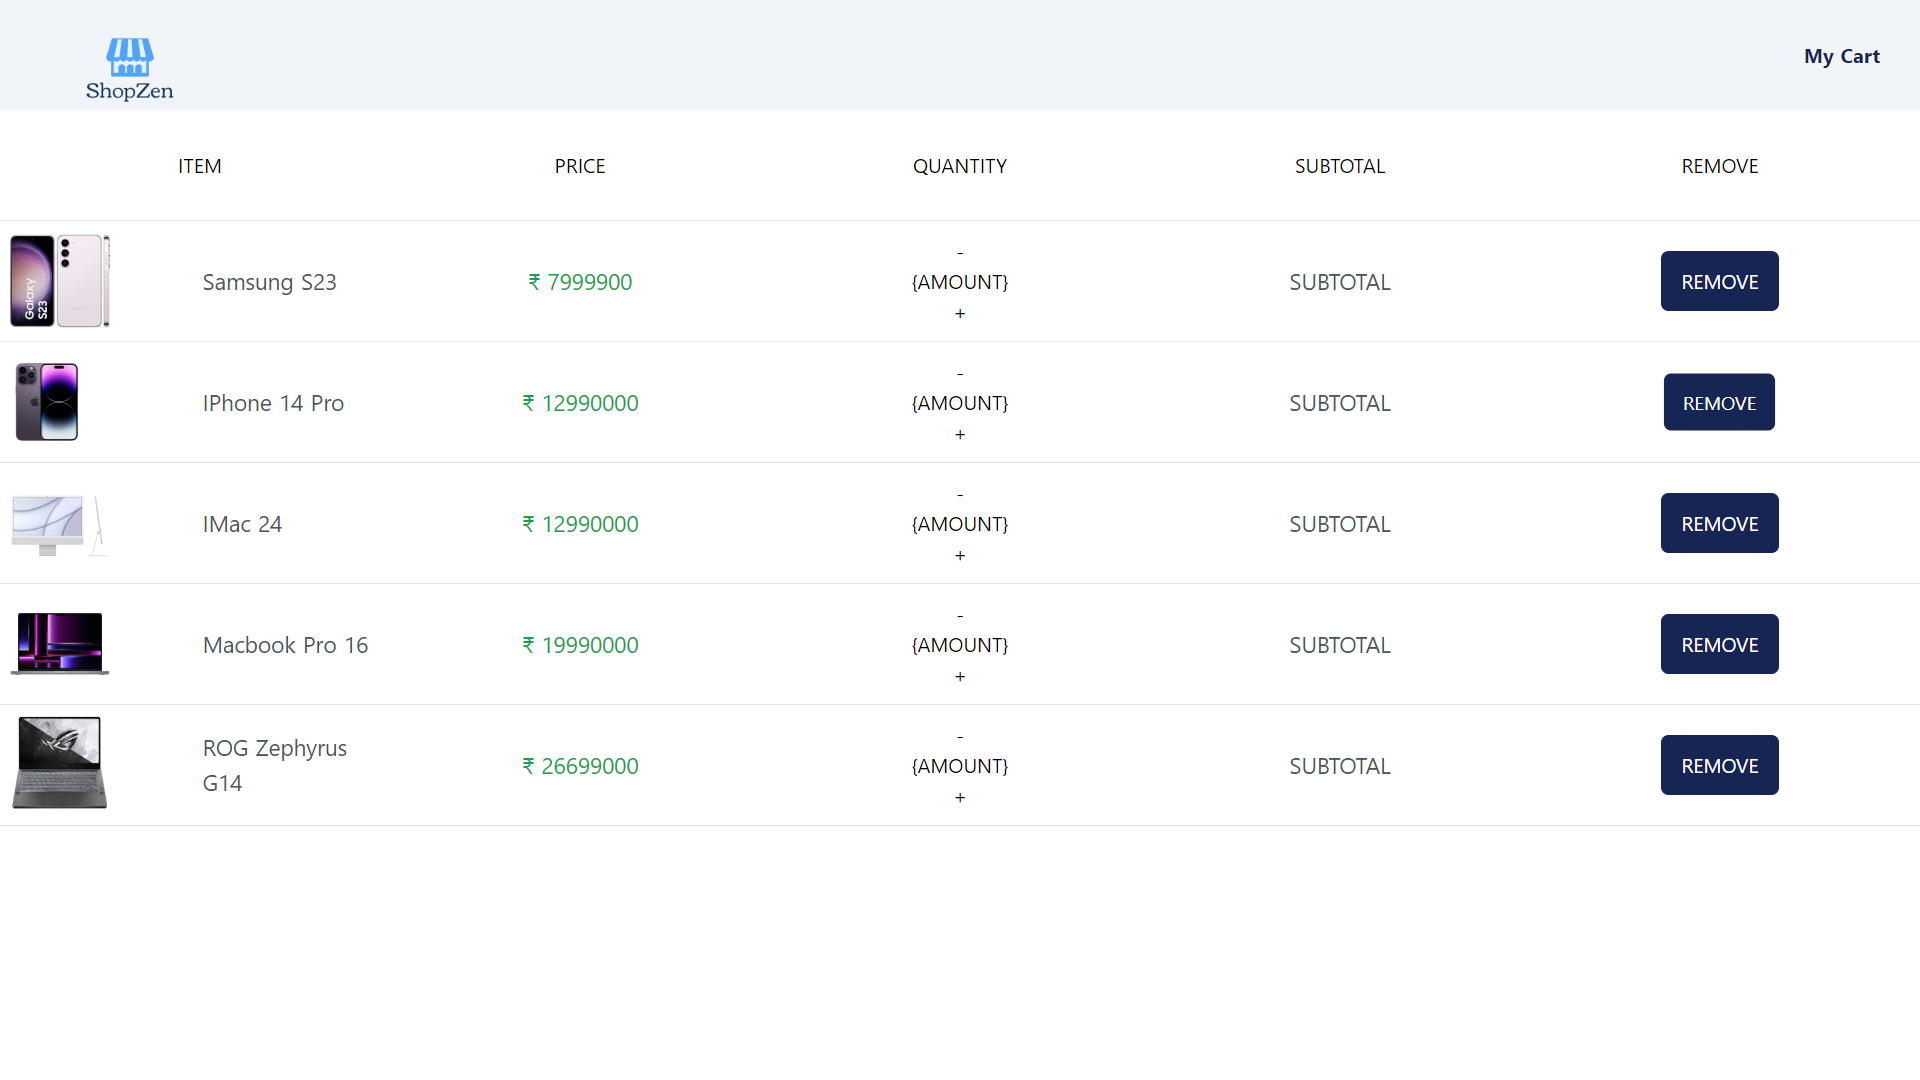 ShopZen
My Cart
ITEM PRICE QUANTITY SUBTOTAL REMOVE
Galaxy
S23
Samsung S23 ₹ 7999900 - {AMOUNT} + SUBTOTAL REMOVE
IPhone 14 Pro ₹ 12990000 - {AMOUNT} + SUBTOTAL REMOVE
IMac 24 ₹ 12990000 - {AMOUNT} + SUBTOTAL REMOVE
Macbook Pro 16 ₹ 19990000 - {AMOUNT} + SUBTOTAL REMOVE
ROG Zephyrus
G14 ₹ 26699000 - {AMOUNT} + SUBTOTAL REMOVE